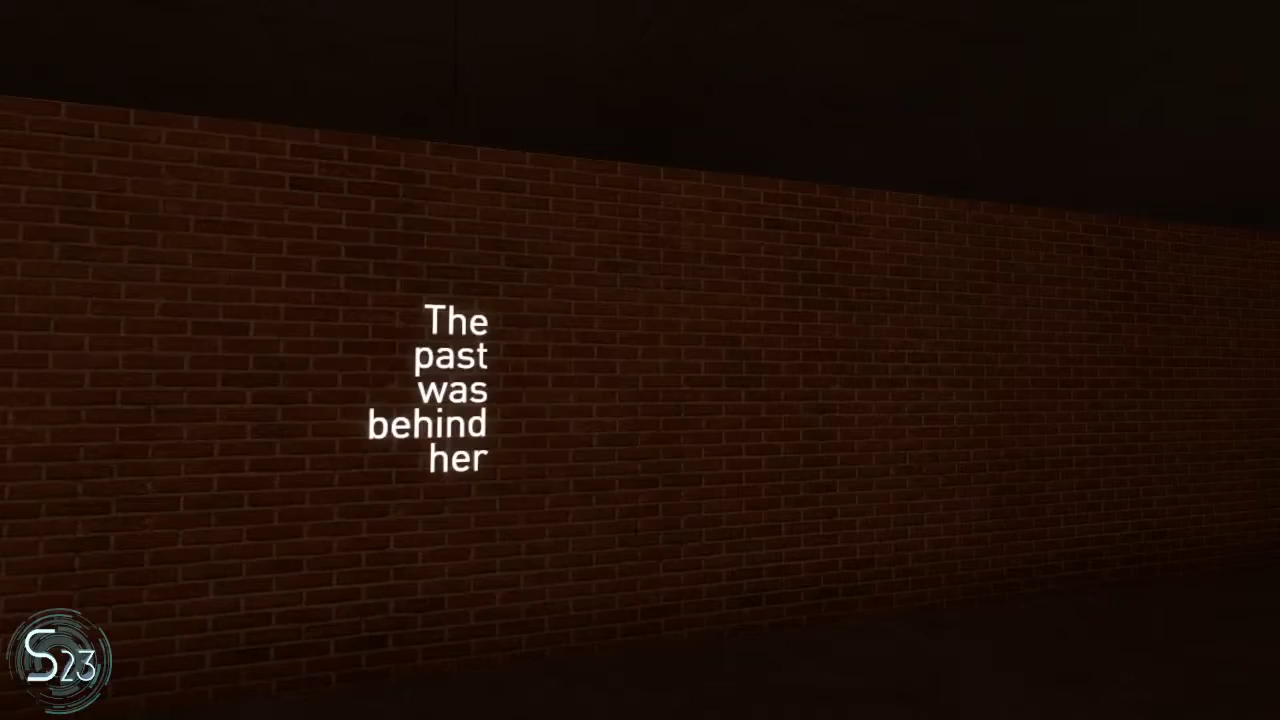 The
past
was
behind
her
S23